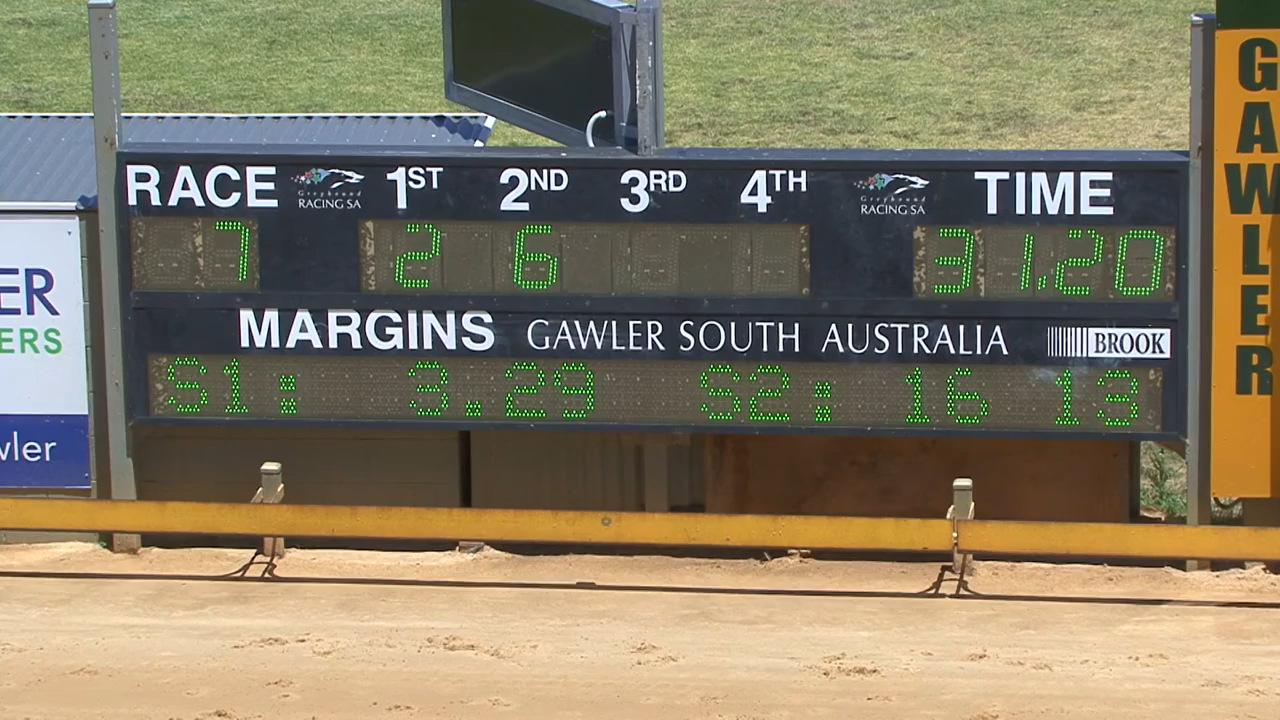 RACE 1ST 2ND 3RD 4TH TIME
Greyhound RACING SA
Greyhound RACING SA
7 2 6 31.20
MARGINS GAWLER SOUTH AUSTRALIA BROOK
S1: 3.29 S2: 16 13
ER
ERS
wler
GAWLER